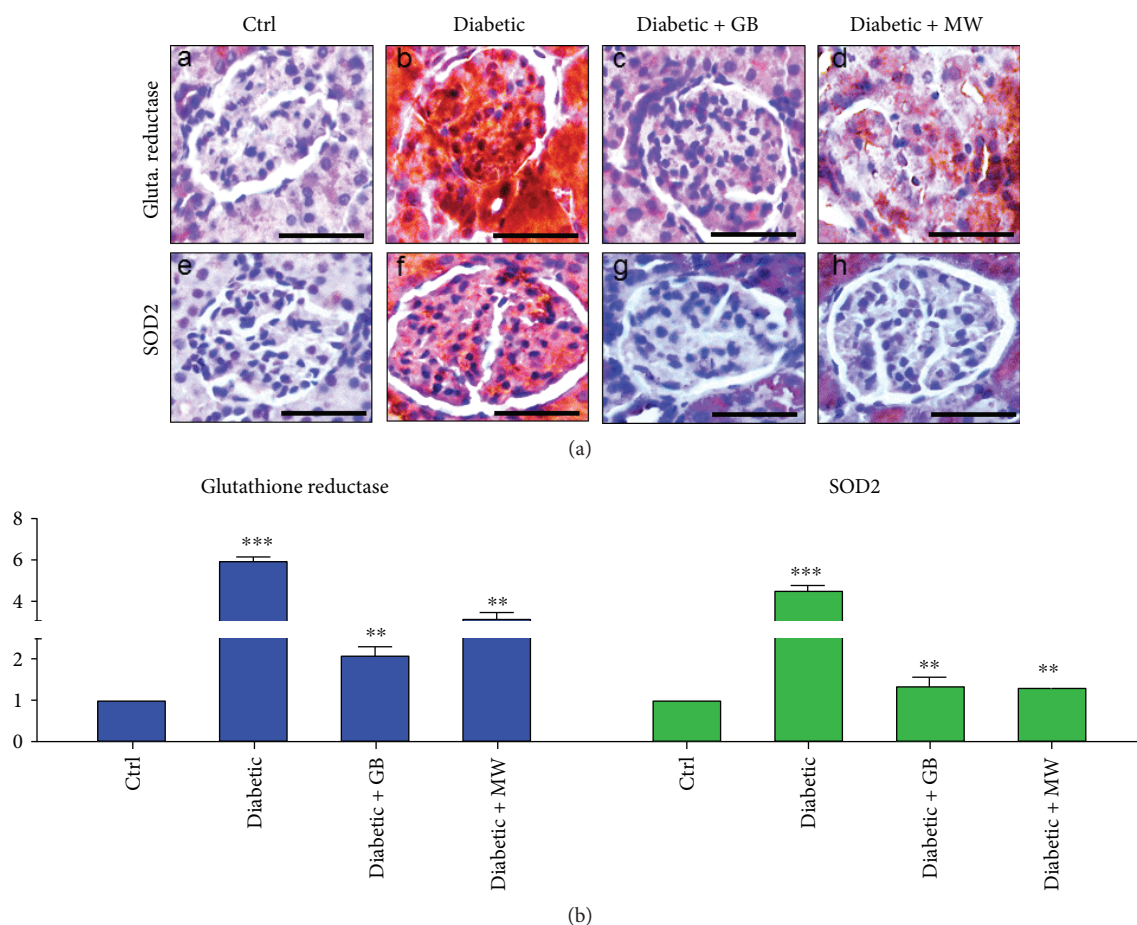 Ctrl Diabetic Diabetic + GB Diabetic + MW
Gluta. reductase
a b c d
SOD2
e f g h
(a)
Glutathione reductase SOD2
8
6
4
2
1
0
*** ** ** *** ** **
Ctrl Diabetic Diabetic + GB Diabetic + MW Ctrl Diabetic Diabetic + GB Diabetic + MW
(b)